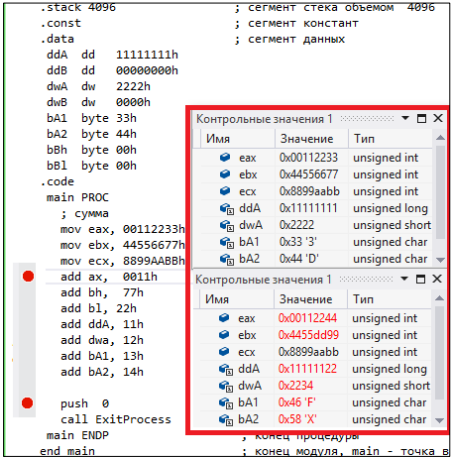 .stack 4096 ; сегмент стека объемом 4096
.const ; сегмент констант
.data ; сегмент данных
ddA dd 11111111h
ddB dd 00000000h
dwA dw 2222h
dwB dw 0000h
bA1 byte 33h
bA2 byte 44h
BBh byte 00h
bB1 byte 00h
.code
main PROC
; сумма
mov eax, 00112233h
mov ebx, 44556677h
mov ecx, 8899AABBh
add ax, 0011h
add bh, 77h
add bl, 22h
add ddA, 11h
add dwa, 12h
add bA1, 13h
add bA2, 14h
push 0
call ExitProcess
main ENDP ; конец процедуры
end main ; конец модуля, main - точка в
Контрольные значения 1
Имя Значение Тип
eax 0x00112233 unsigned int
ebx 0x44556677 unsigned int
ecx 0x8899aabb unsigned int
ddA 0x11111111 unsigned long
dwA 0x2222 unsigned short
bA1 0x33 '3' unsigned char
bA2 0x44 'D' unsigned char
Контрольные значения 1
Имя Значение Тип
eax 0x00112244 unsigned int
ebx 0x4455dd99 unsigned int
ecx 0x8899aabb unsigned int
ddA 0x11111122 unsigned long
dwA 0x2234 unsigned short
bA1 0x46 'F' unsigned char
bA2 0x58 'X' unsigned char